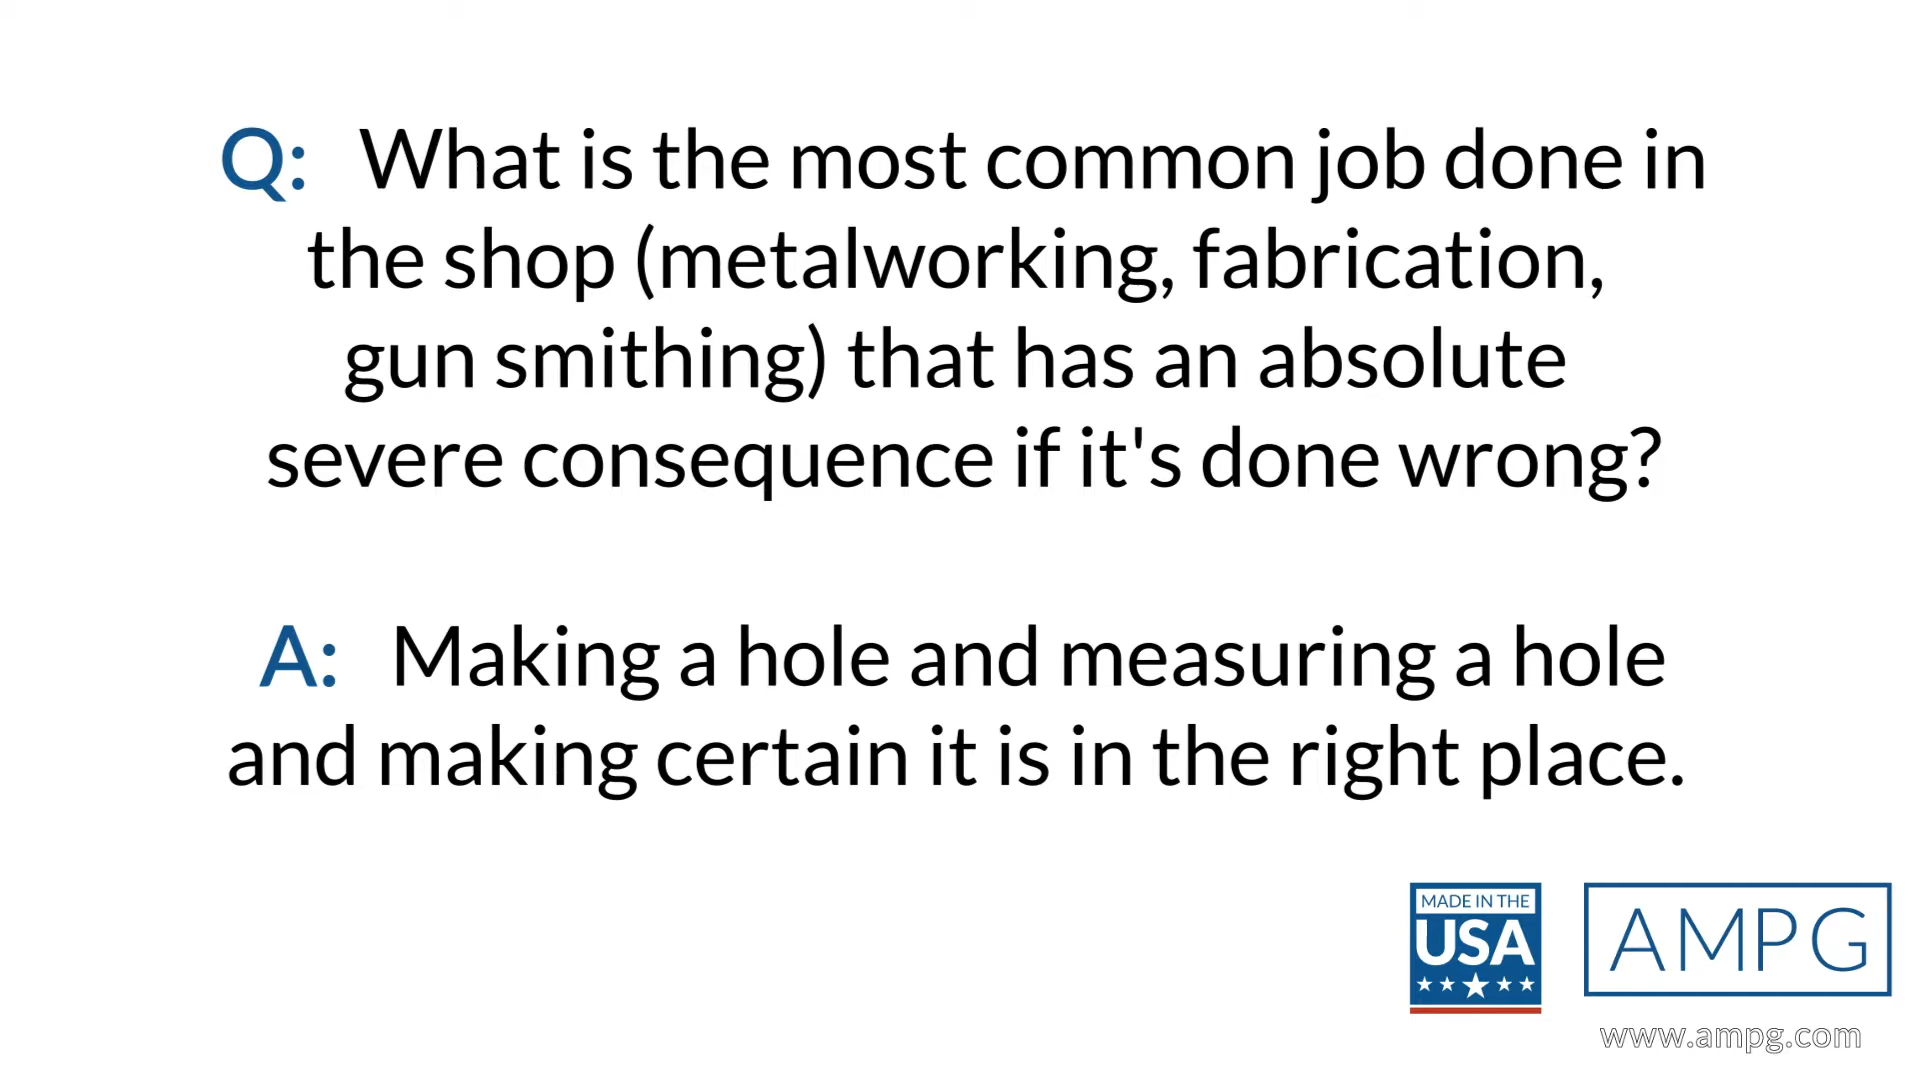 Q: What is the most common job done in
the shop (metalworking, fabrication,
gun smithing) that has an absolute
severe consequence if it's done wrong?
A: Making a hole and measuring a hole
and making certain it is in the right place.
MADE IN THE
USA
AMPG
www.ampg.com